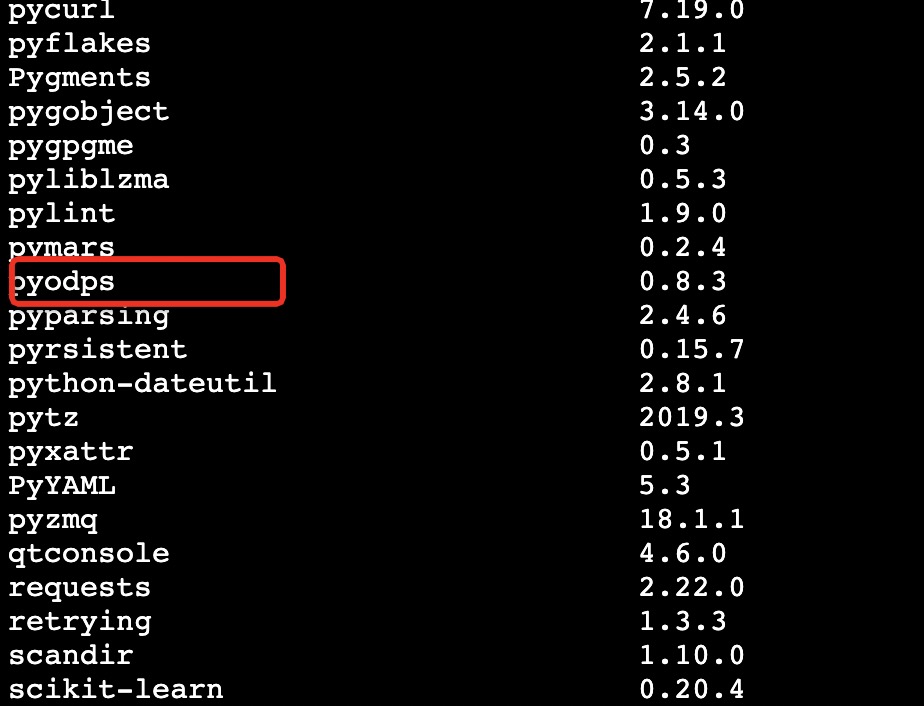 pycurl 7.19.0
pyflakes 2.1.1
Pygments 2.5.2
pygobject 3.14.0
pygpgme 0.3
pyliblzma 0.5.3
pylint 1.9.0
pymars 0.2.4
pyodps 0.8.3
pyparsing 2.4.6
pyrsistent 0.15.7
python-dateutil 2.8.1
pytz 2019.3
pyxattr 0.5.1
PyYAML 5.3
pyzmq 18.1.1
qtconsole 4.6.0
requests 2.22.0
retrying 1.3.3
scandir 1.10.0
scikit-learn 0.20.4